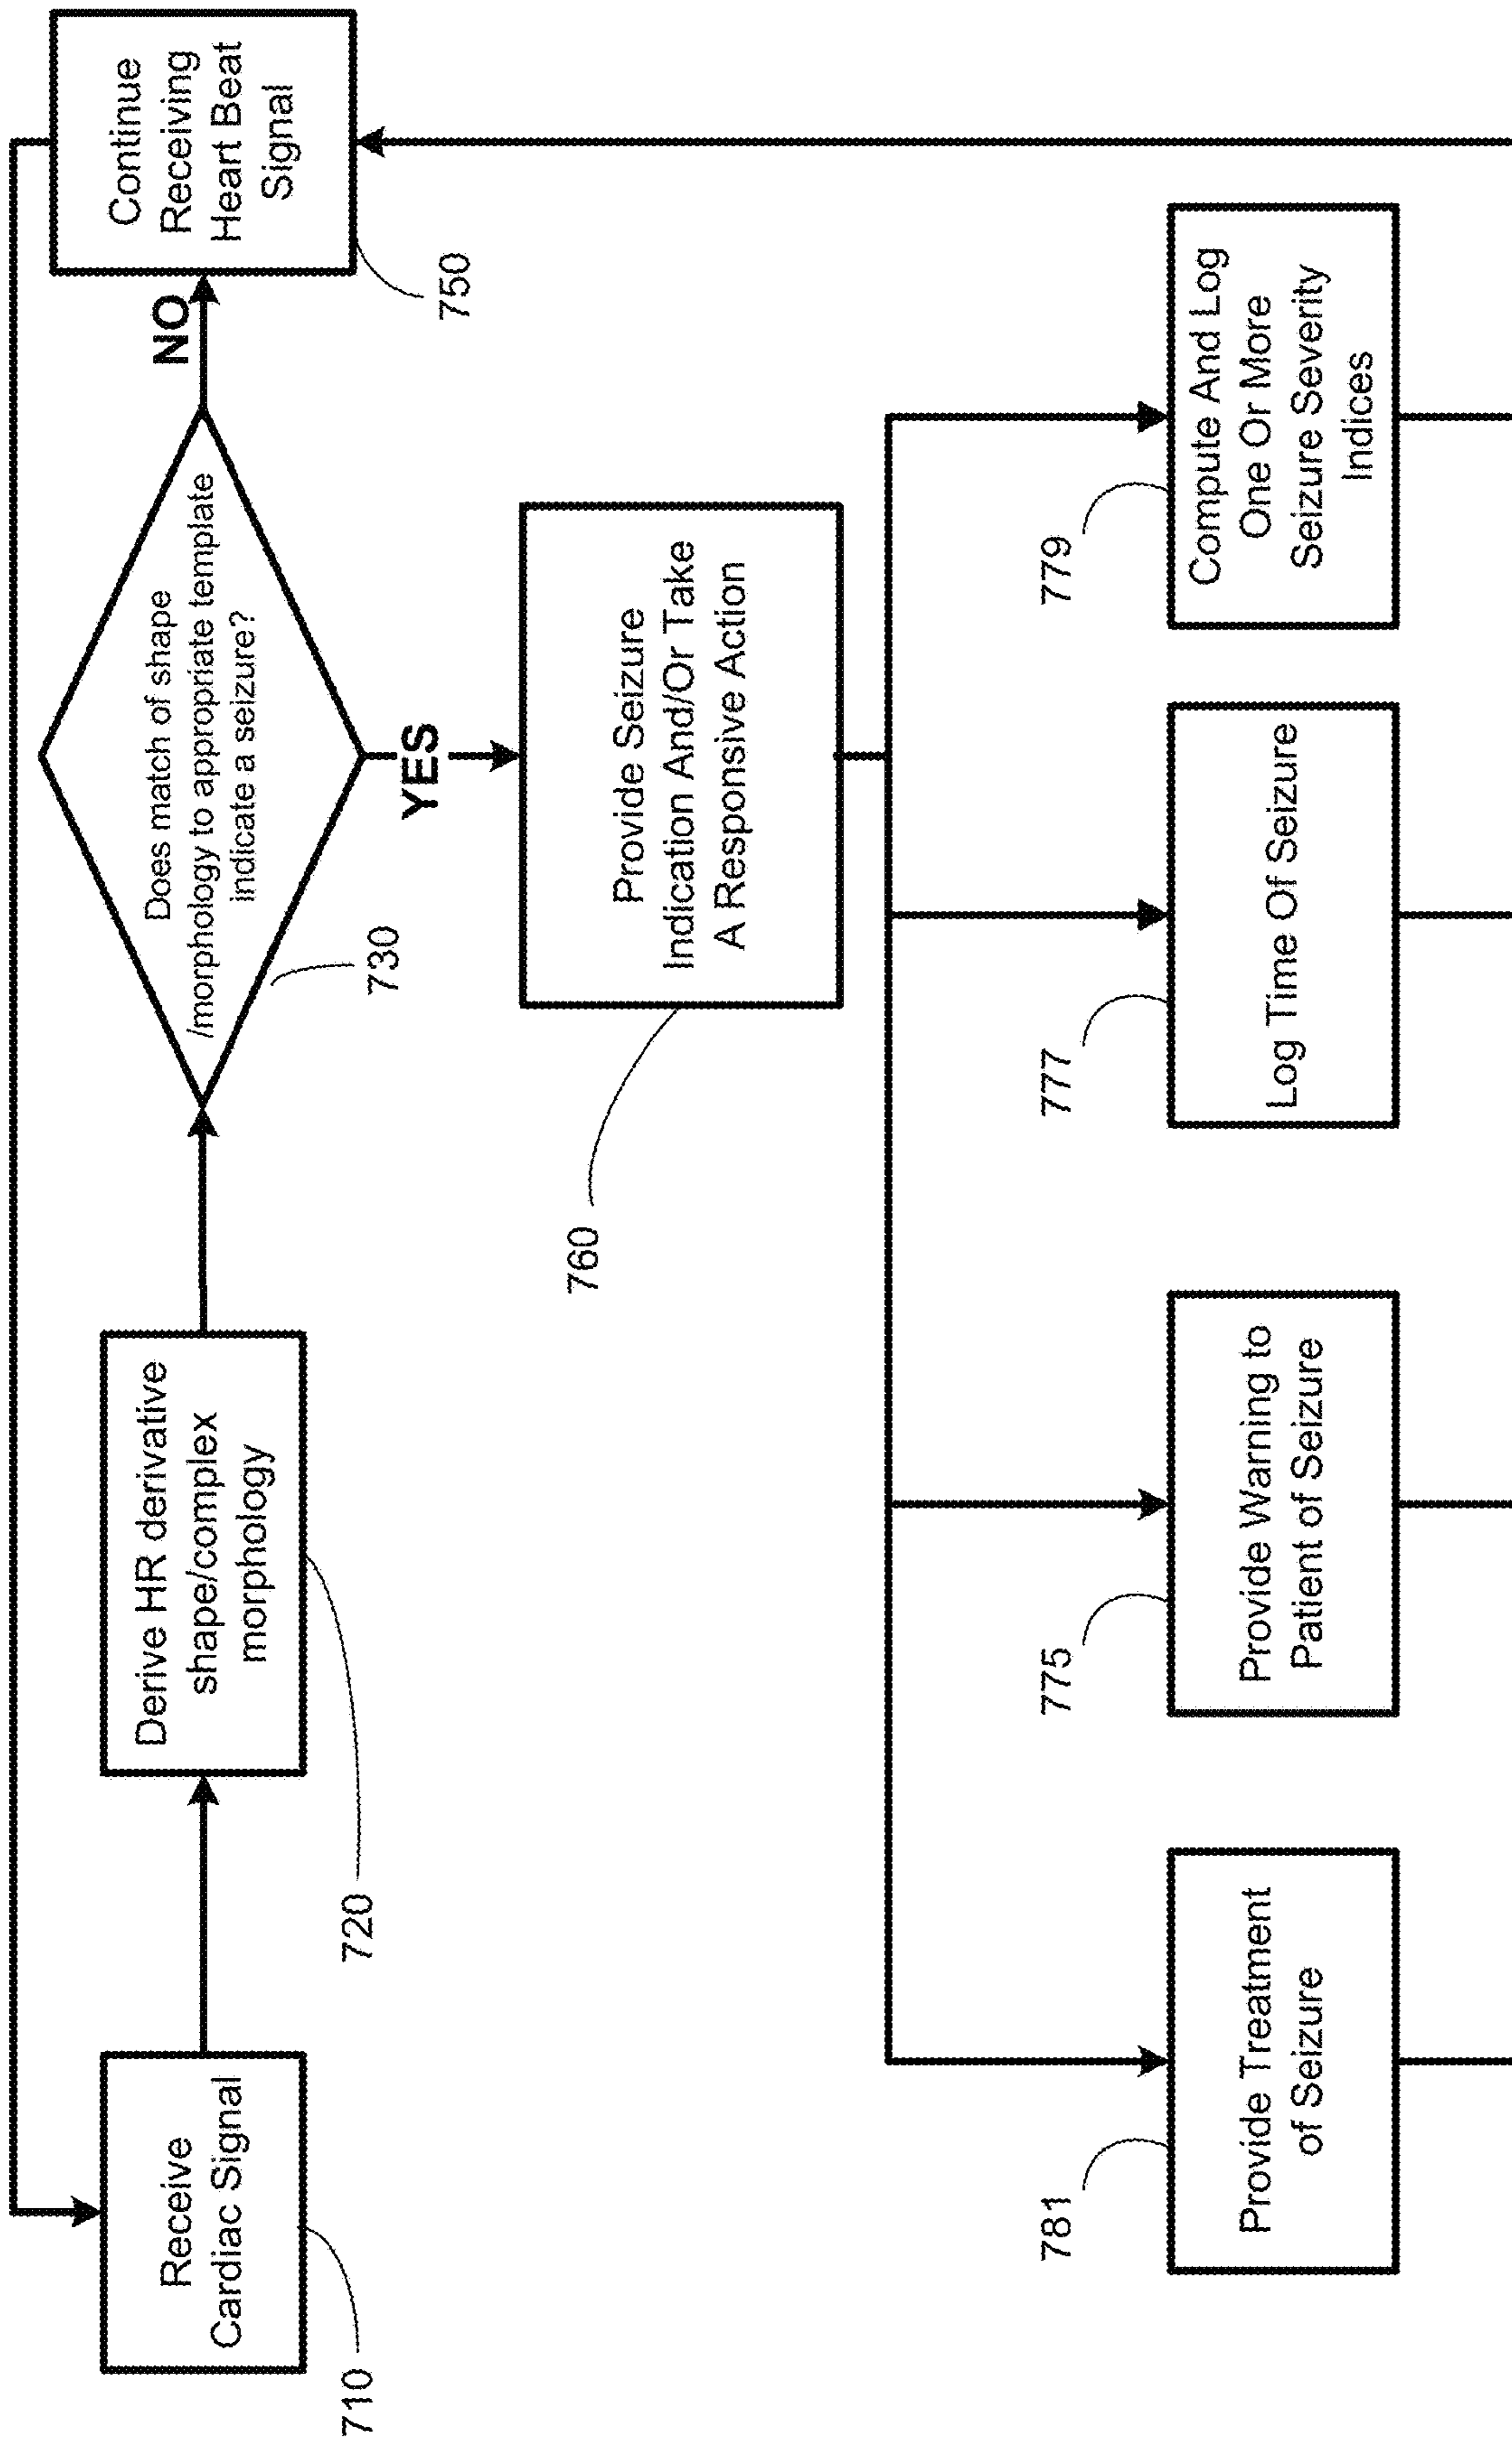 Receive
Cardiac Signal
710
Derive HR derivative
shape/complex
morphology
720
Does match of shape
/morphology to appropriate template
indicate a seizure?
730
NO
Continue
Receiving
Heart Beat
Signal
750
YES
Provide Seizure
Indication And/Or Take
A Responsive Action
760
781
Provide Treatment
of Seizure
775
Provide Warning to
Patient of Seizure
777
Log Time Of Seizure
779
Compute And Log
One Or More
Seizure Severity
Indices